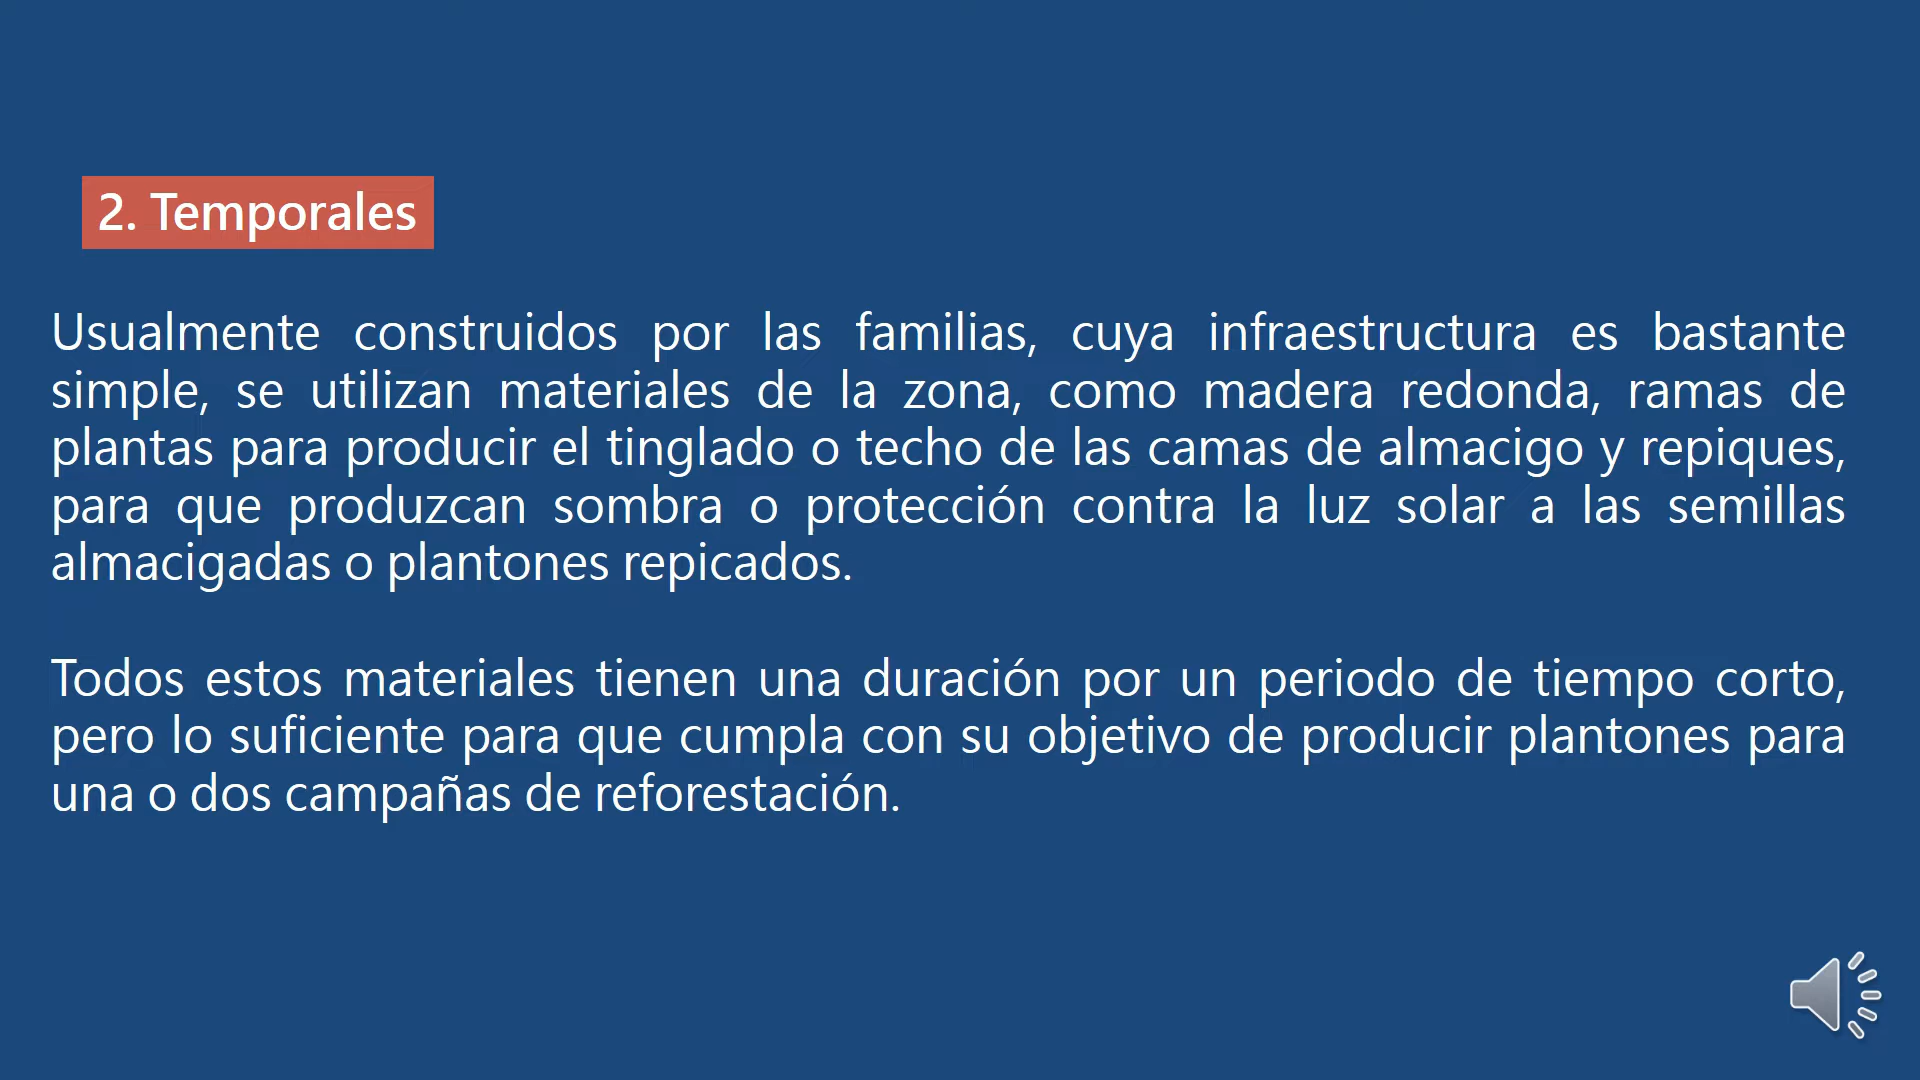 2. Temporales
Usualmente construidos por las familias, cuya infraestructura es bastante
simple, se utilizan materiales de la zona, como madera redonda, ramas de
plantas para producir el tinglado o techo de las camas de almacigo y repiques,
para que produzcan sombra o protección contra la luz solar a las semillas
almacigadas o plantones repicados.
Todos estos materiales tienen una duración por un periodo de tiempo corto,
pero lo suficiente para que cumpla con su objetivo de producir plantones para
una o dos campañas de reforestación.